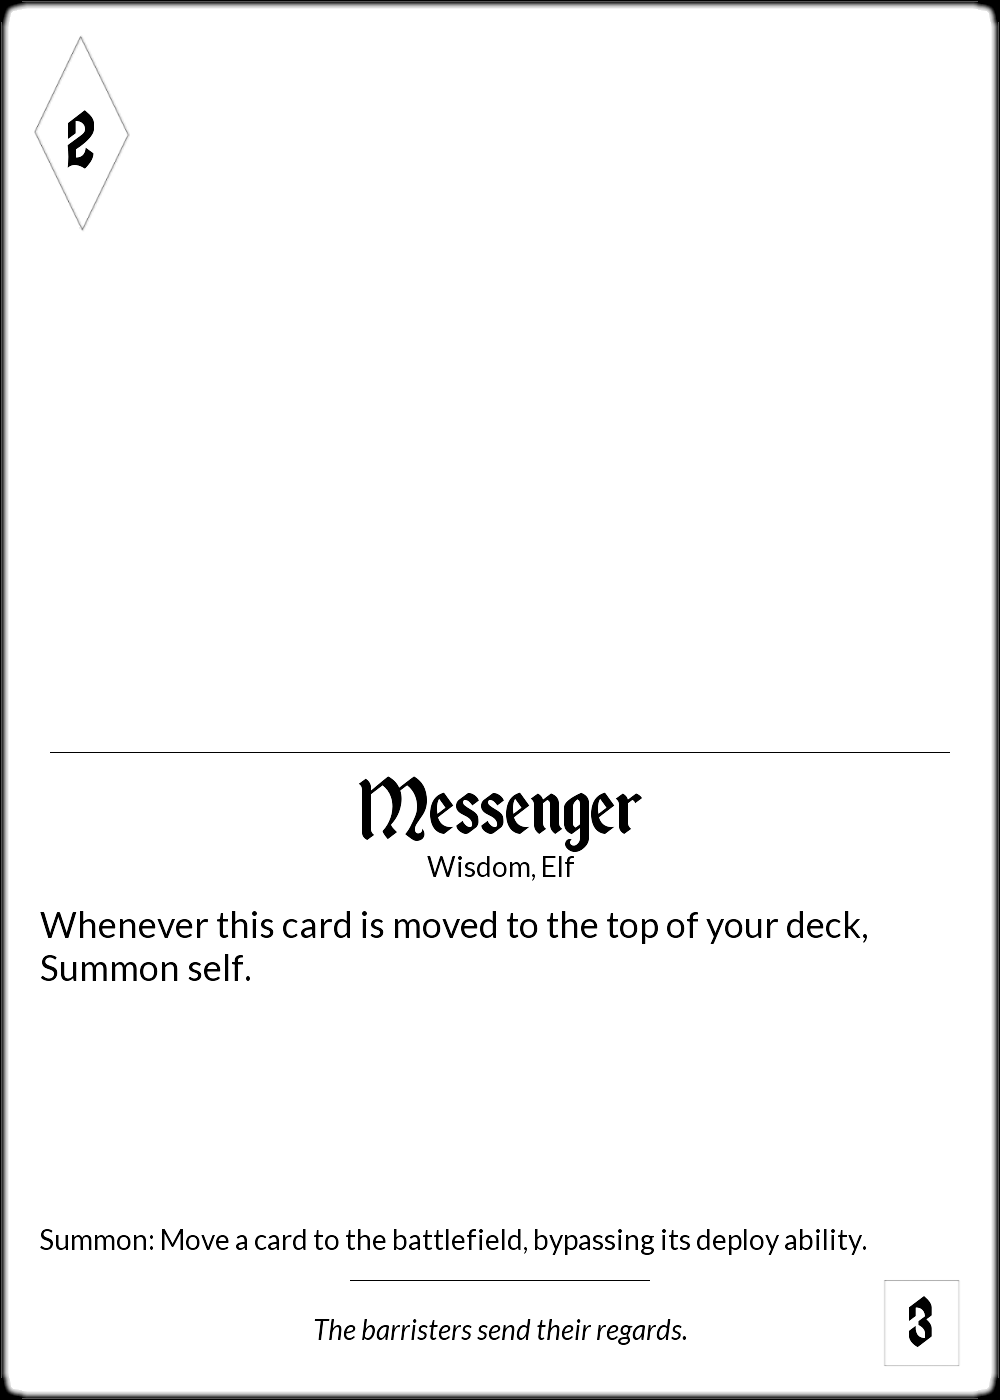 2
Messenger
Wisdom, Elf
Whenever this card is moved to the top of your deck,
Summon self.
Summon: Move a card to the battlefield, bypassing its deploy ability.
The barristers send their regards.
3